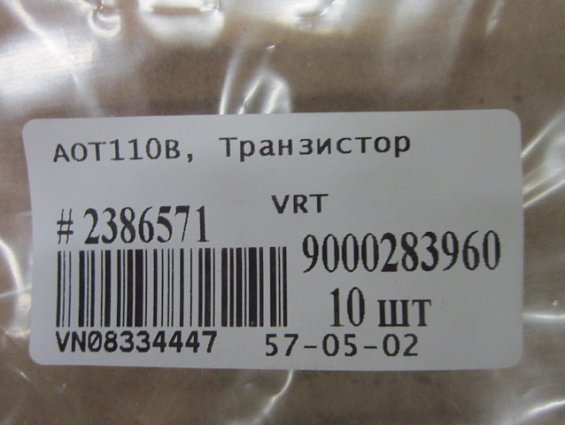 АОТ110В, Транзистор
VRT
# 2386571
9000283960
10 шт
VN08334447
57-05-02